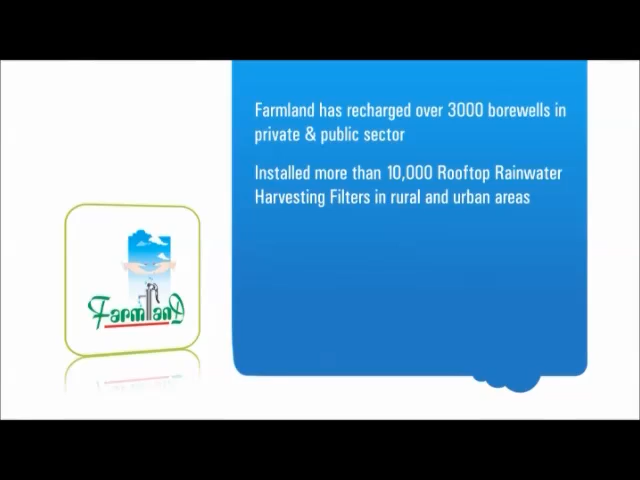 Farmland has recharged over 3000 borewells in
private & public sector
Installed more than 10,000 Rooftop Rainwater
Harvesting Filters in rural and urban areas
FarmlanD